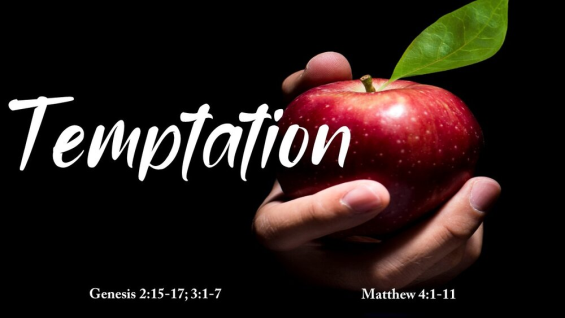 Temptation
Genesis 2:15-17; 3:1-7
Matthew 4:1-11